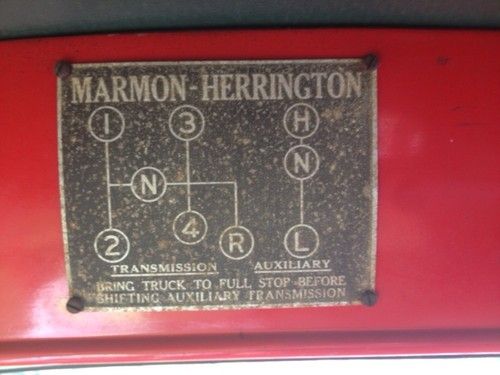 MARMON-HERRINGTON
1 3 H
N N
2 4 R L
TRANSMISSION AUXILIARY
BRING TRUCK TO FULL STOP BEFORE
SHIFTING AUXILIARY TRANSMISSION